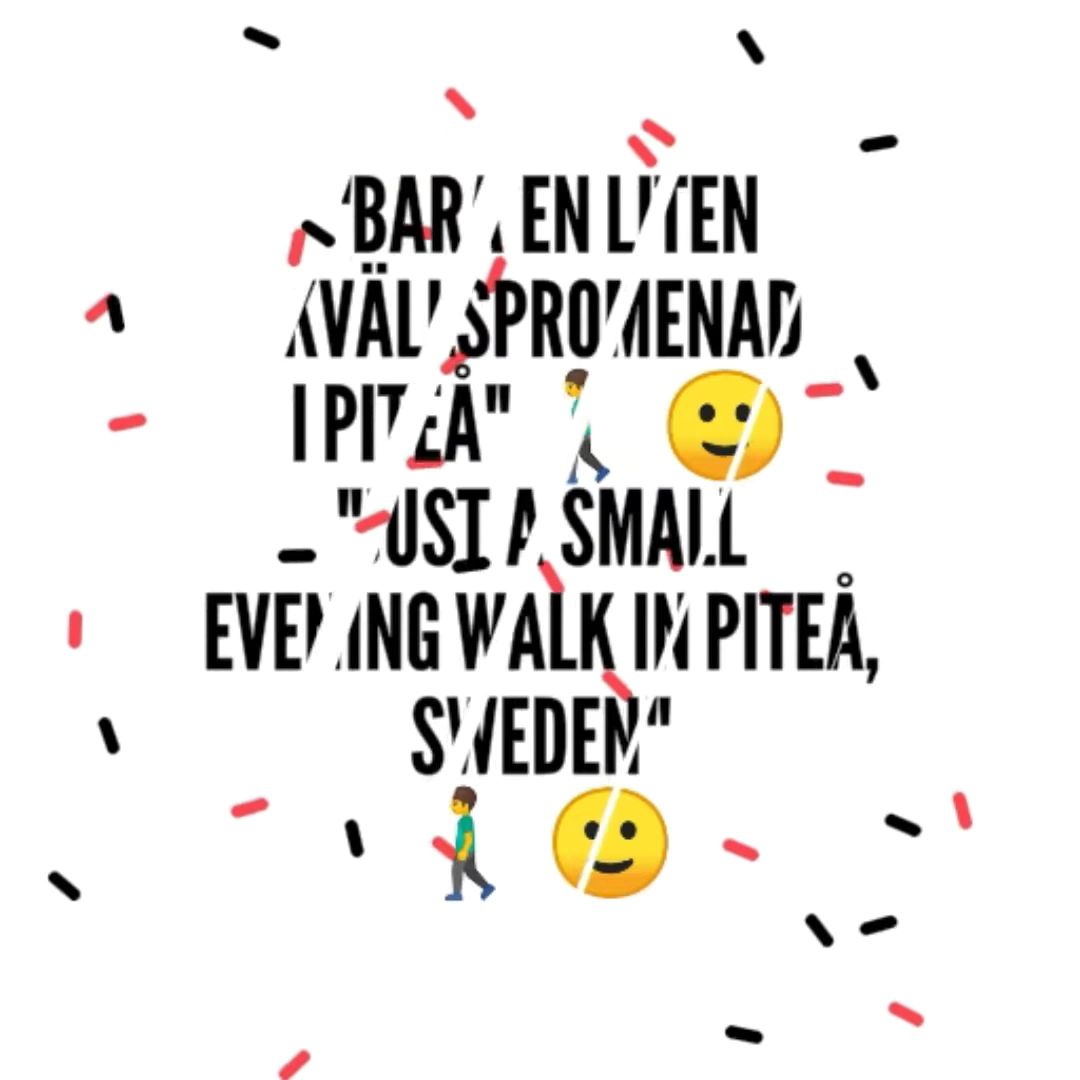 "BARA EN LITEN
KVÄLLSPROMENAD
I PITEÅ"
"JUST A SMALL
EVENING WALK IN PITEÅ,
SWEDEN"